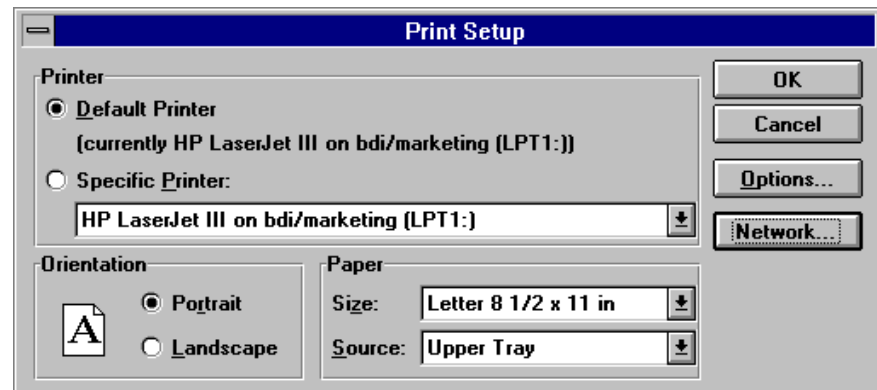 Print Setup
Printer
Default Printer
(currently HP LaserJet III on bdi/marketing (LPT1:))
Specific Printer:
HP LaserJet III on bdi/marketing (LPT1:)
OK
Cancel
Options...
Network...
Orientation
A
Portrait
Landscape
Paper
Size: Letter 8 1/2 x 11 in
Source: Upper Tray